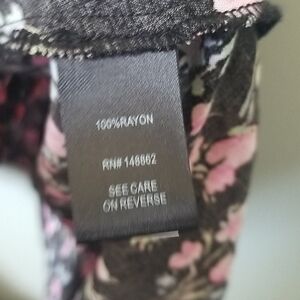 100%RAYON
RN# 148862
SEE CARE
ON REVERSE